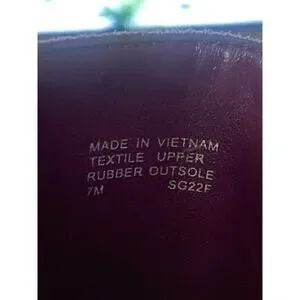 MADE IN VIETNAM
TEXTILE UPPER
RUBBER OUTSOLE
7M SG22F